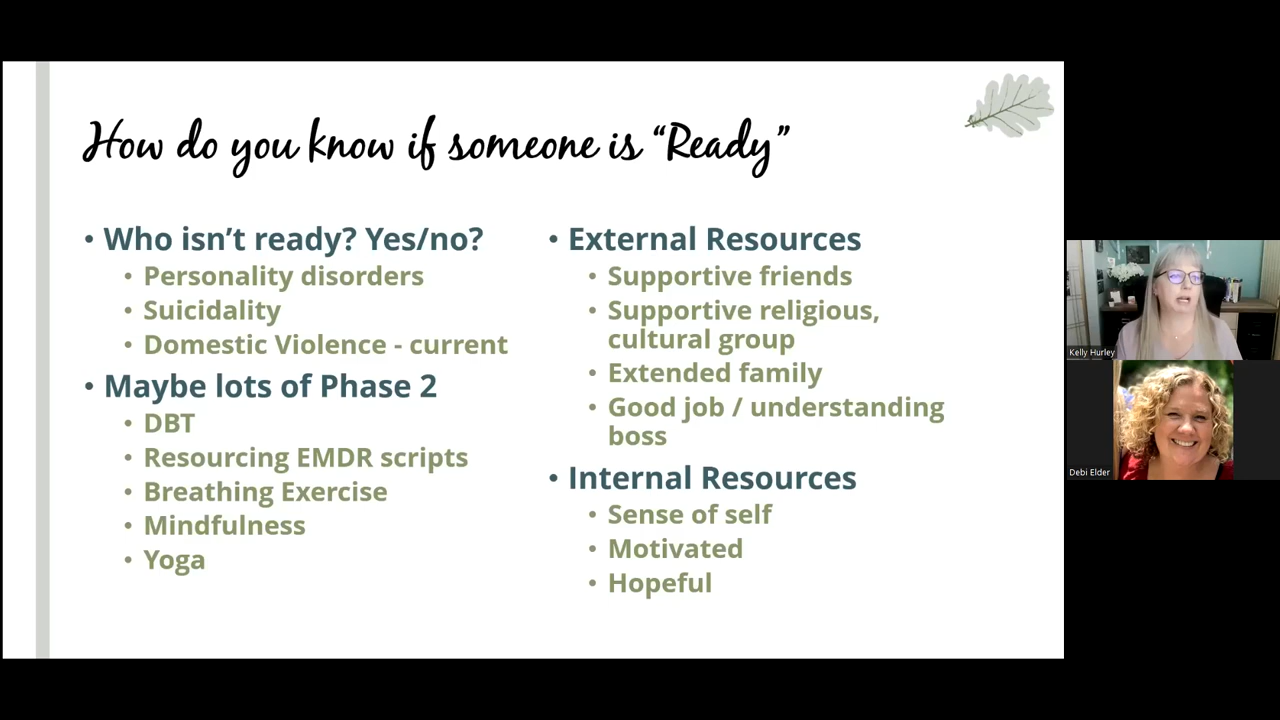 How do you know if someone is “Ready”
• Who isn’t ready? Yes/no?
• Personality disorders
• Suicidality
• Domestic Violence - current
• Maybe lots of Phase 2
• DBT
• Resourcing EMDR scripts
• Breathing Exercise
• Mindfulness
• Yoga
• External Resources
• Supportive friends
• Supportive religious,
cultural group
• Extended family
• Good job / understanding
boss
• Internal Resources
• Sense of self
• Motivated
• Hopeful
Kelly Hurley
Debi Elder